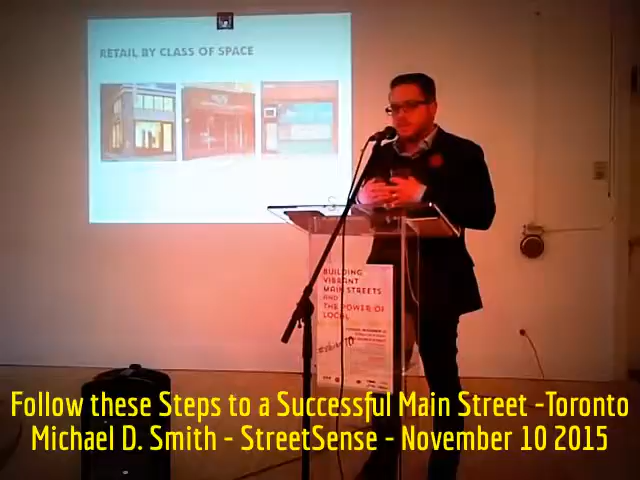 RETAIL BY CLASS OF SPACE
BUILDING
VIBRANT
MAIN STREETS
AND
THE POWER OF
LOCAL
Follow these Steps to a Successful Main Street -Toronto
Michael D. Smith - StreetSense - November 10 2015